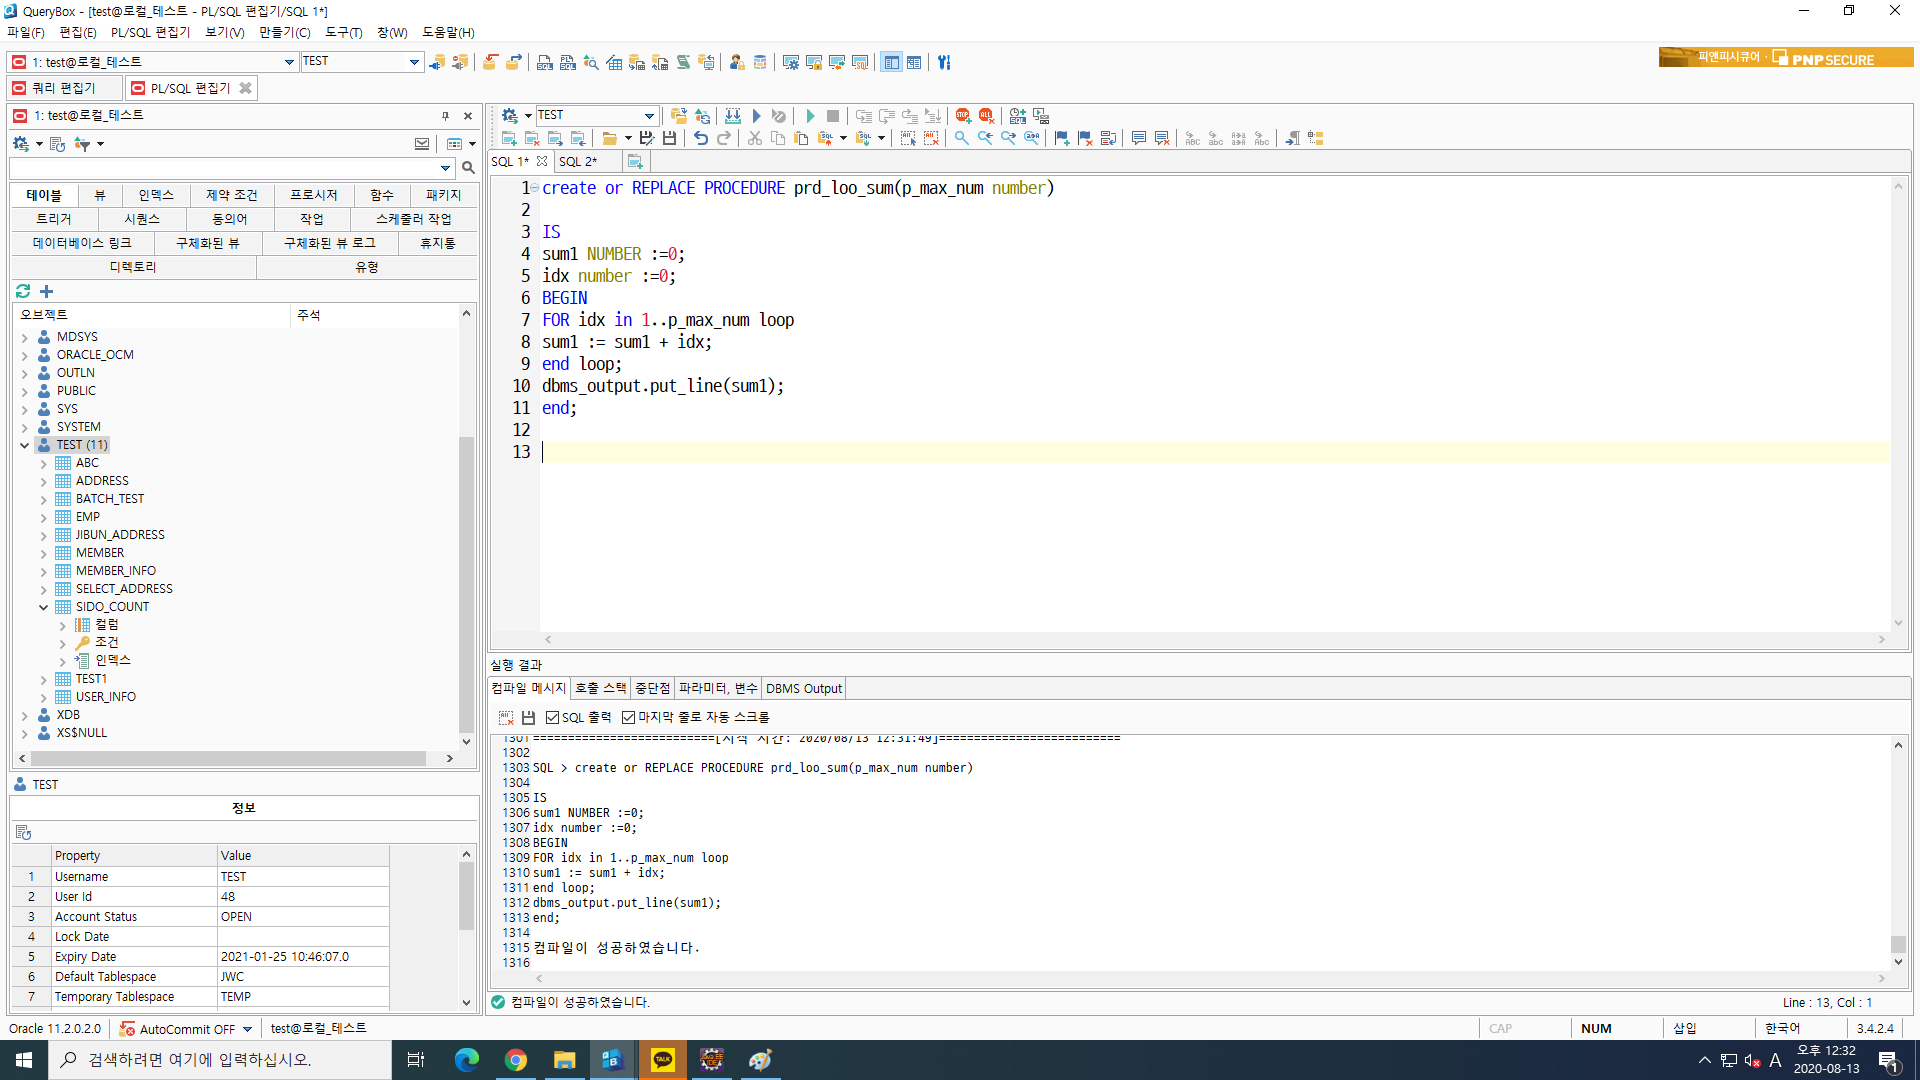 QueryBox - [test@로컬_테스트 - PL/SQL 편집기/SQL 1*]
파일(F) 편집(E) PL/SQL 편집기 보기(V) 만들기(C) 도구(T) 창(W) 도움말(H)
1: test@로컬_테스트 TEST
피앤피시큐어 · PNP SECURE
쿼리 편집기 PL/SQL 편집기
1: test@로컬_테스트
테이블 뷰 인덱스 제약 조건 프로시저 함수 패키지
트리거 시퀀스 동의어 작업 스케줄러 작업
데이터베이스 링크 구체화된 뷰 구체화된 뷰 로그 휴지통
디렉토리 유형
오브젝트 주석
MDSYS
ORACLE_OCM
OUTLN
PUBLIC
SYS
SYSTEM
TEST (11)
ABC
ADDRESS
BATCH_TEST
EMP
JIBUN_ADDRESS
MEMBER
MEMBER_INFO
SELECT_ADDRESS
SIDO_COUNT
컬럼
조건
인덱스
TEST1
USER_INFO
XDB
XS$NULL
TEST
정보
Property Value
1 Username TEST
2 User Id 48
3 Account Status OPEN
4 Lock Date
5 Expiry Date 2021-01-25 10:46:07.0
6 Default Tablespace JWC
7 Temporary Tablespace TEMP
TEST
SQL 1* SQL 2*
1 create or REPLACE PROCEDURE prd_loo_sum(p_max_num number)
2
3 IS
4 sum1 NUMBER :=0;
5 idx number :=0;
6 BEGIN
7 FOR idx in 1..p_max_num loop
8 sum1 := sum1 + idx;
9 end loop;
10 dbms_output.put_line(sum1);
11 end;
12
13
실행 결과
컴파일 메시지 호출 스택 중단점 파라미터, 변수 DBMS Output
SQL 출력 마지막 줄로 자동 스크롤
1301 ==========================[시작 시간: 2020/08/13 12:31:49]==========================
1302
1303 SQL > create or REPLACE PROCEDURE prd_loo_sum(p_max_num number)
1304
1305 IS
1306 sum1 NUMBER :=0;
1307 idx number :=0;
1308 BEGIN
1309 FOR idx in 1..p_max_num loop
1310 sum1 := sum1 + idx;
1311 end loop;
1312 dbms_output.put_line(sum1);
1313 end;
1314
1315 컴파일이 성공하였습니다.
1316
컴파일이 성공하였습니다. Line : 13, Col : 1
Oracle 11.2.0.2.0 AutoCommit OFF test@로컬_테스트 CAP NUM 삽입 한국어 3.4.2.4
검색하려면 여기에 입력하십시오. TALK A 오후 12:32
2020-08-13 1